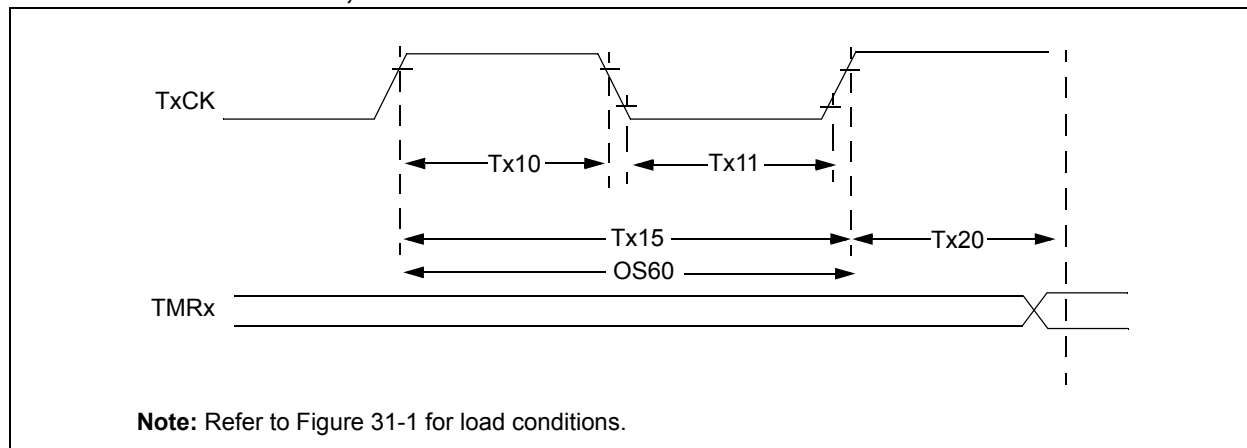 TxCK
Tx10
Tx11
Tx15
Tx20
OS60
TMRx
Note: Refer to Figure 31-1 for load conditions.